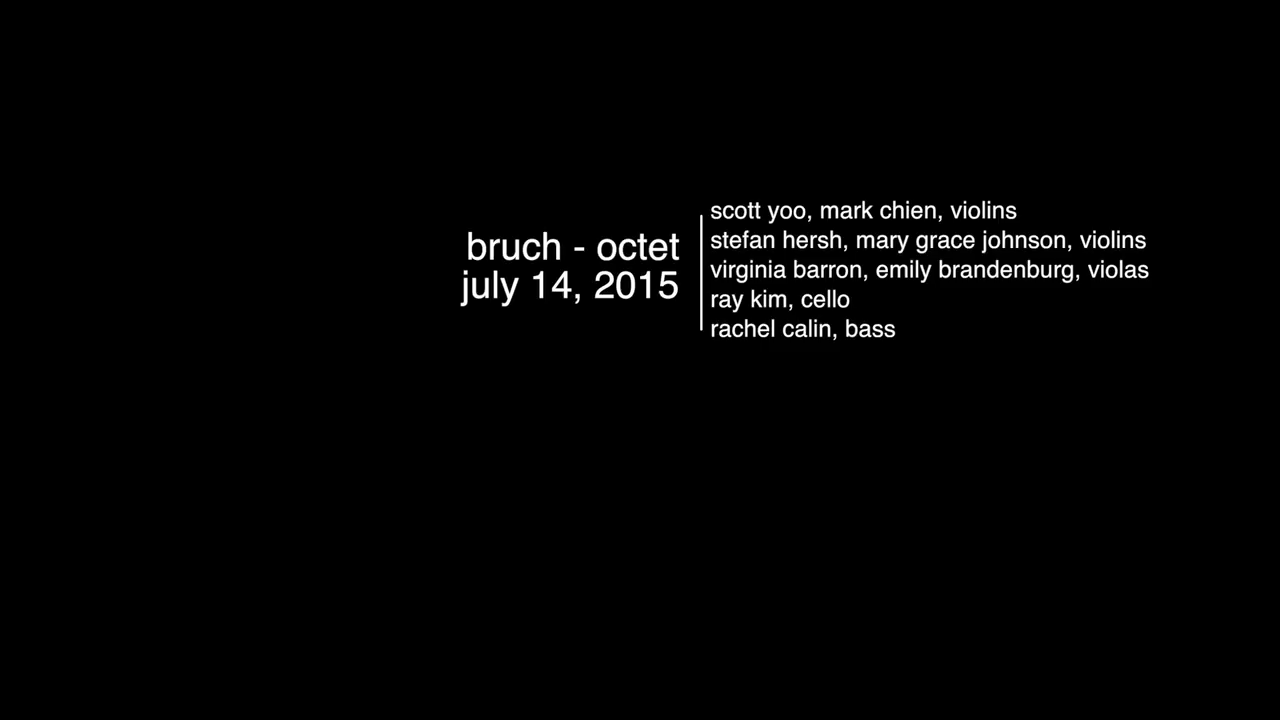 bruch - octet
july 14, 2015
scott yoo, mark chien, violins
stefan hersh, mary grace johnson, violins
virginia barron, emily brandenburg, violas
ray kim, cello
rachel calin, bass